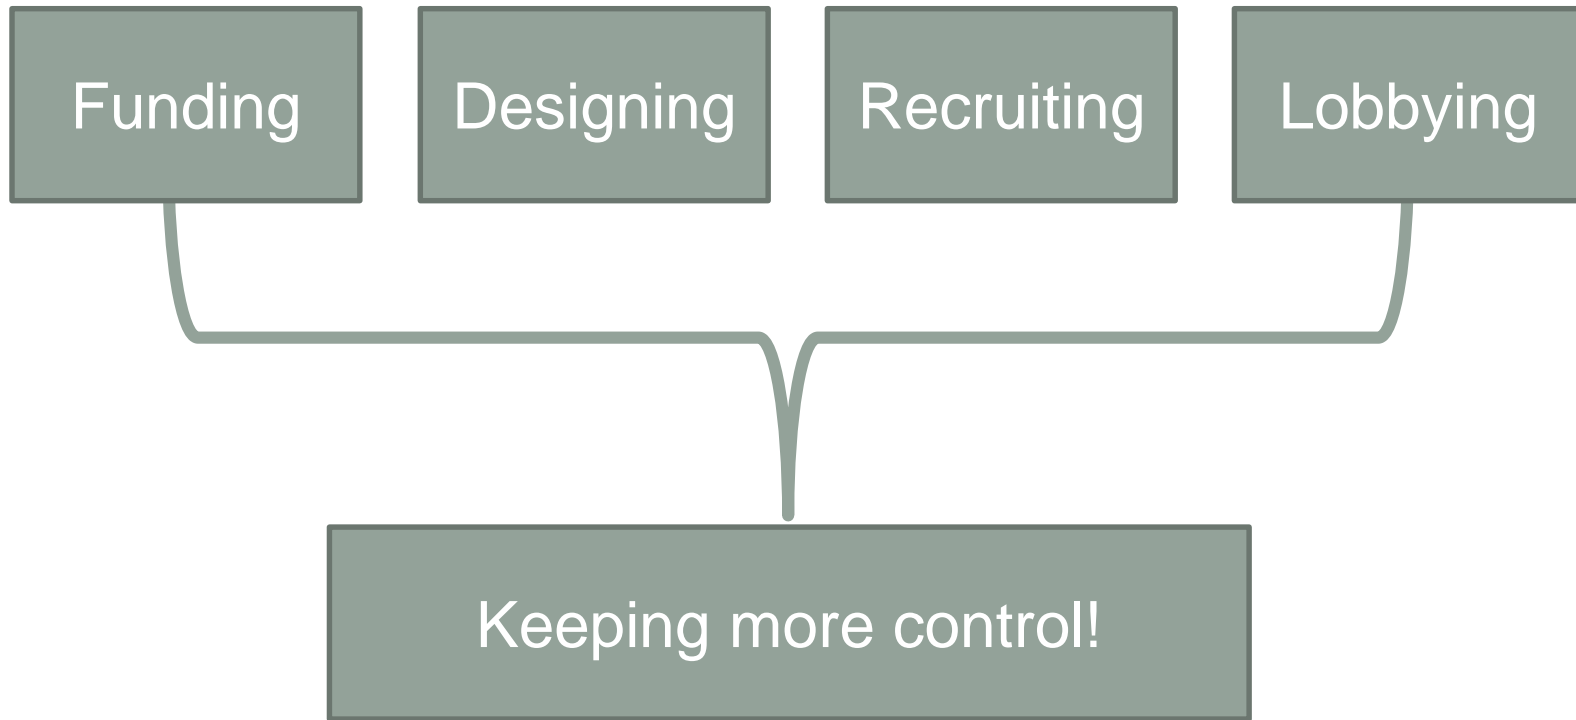 Funding
Designing
Recruiting
Lobbying
Keeping more control!